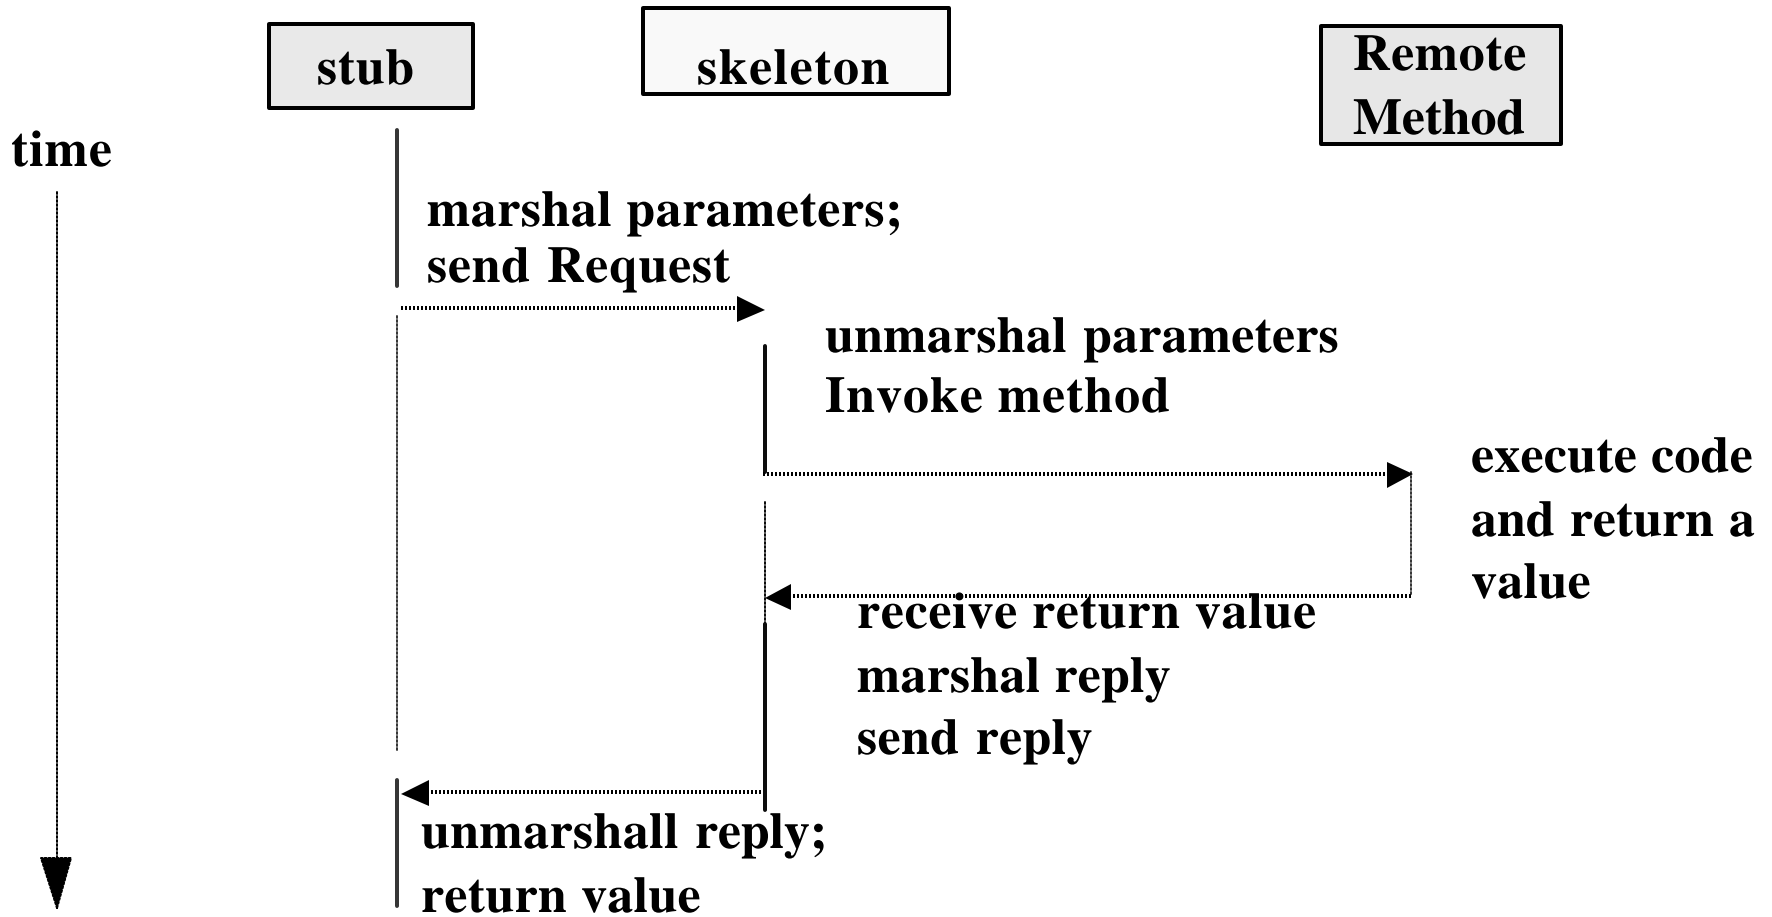 stub
skeleton
Remote
Method
time
marshal parameters;
send Request
unmarshal parameters
Invoke method
execute code
and return a
value
receive return value
marshal reply
send reply
unmarshall reply;
return value